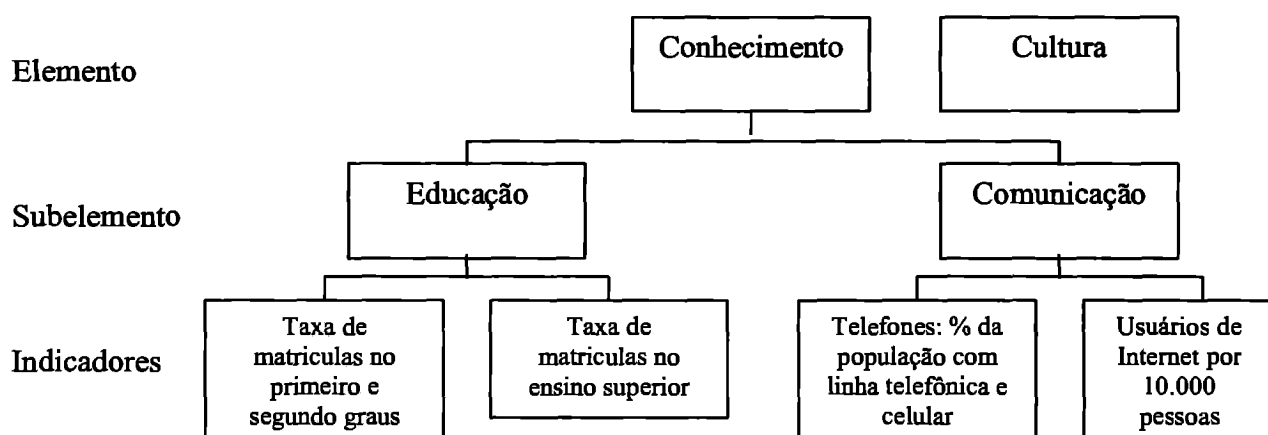 Elemento
Conhecimento
Cultura
Subelemento
Educação
Comunicação
Indicadores
Taxa de
matriculas no
primeiro e
segundo graus
Taxa de
matriculas no
ensino superior
Telefones: % da
população com
linha telefônica e
celular
Usuários de
Internet por
10.000
pessoas